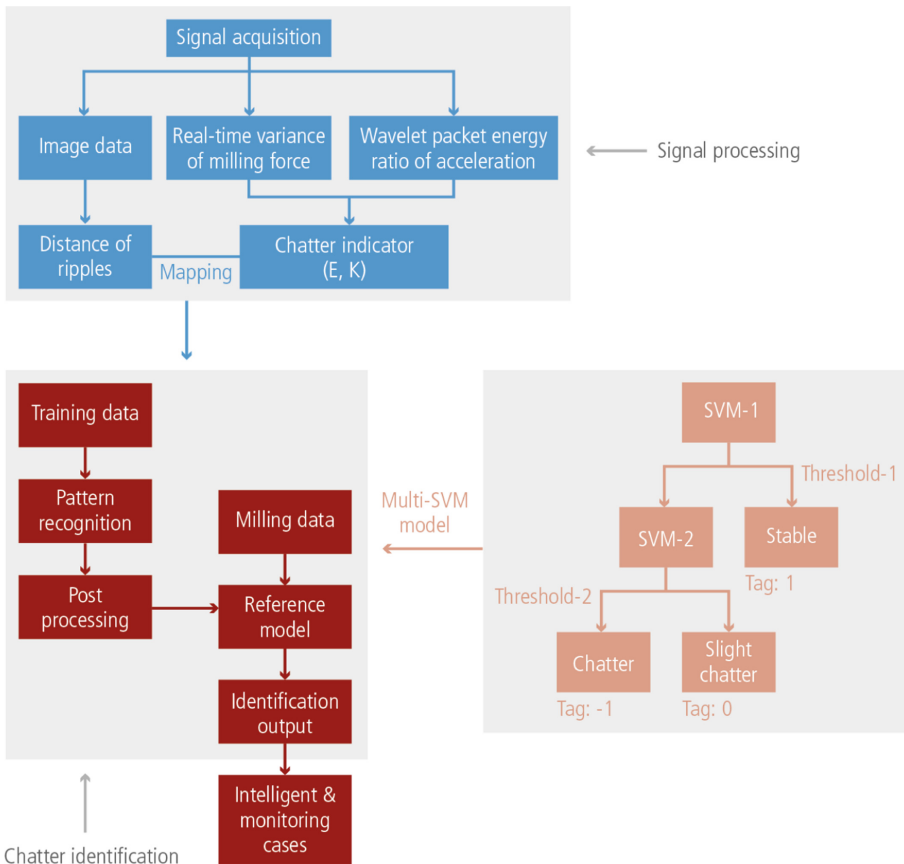 Signal acquisition
Image data
Real-time variance
of milling force
Wavelet packet energy
ratio of acceleration
Signal processing
Distance of
ripples
Mapping
Chatter indicator
(E, K)
Training data
Pattern
recognition
Post
processing
Milling data
Reference
model
Identification
output
Intelligent &
monitoring
cases
Chatter identification
Multi-SVM
model
SVM-1
Threshold-1
SVM-2
Stable
Tag: 1
Threshold-2
Chatter
Tag: -1
Slight
chatter
Tag: 0